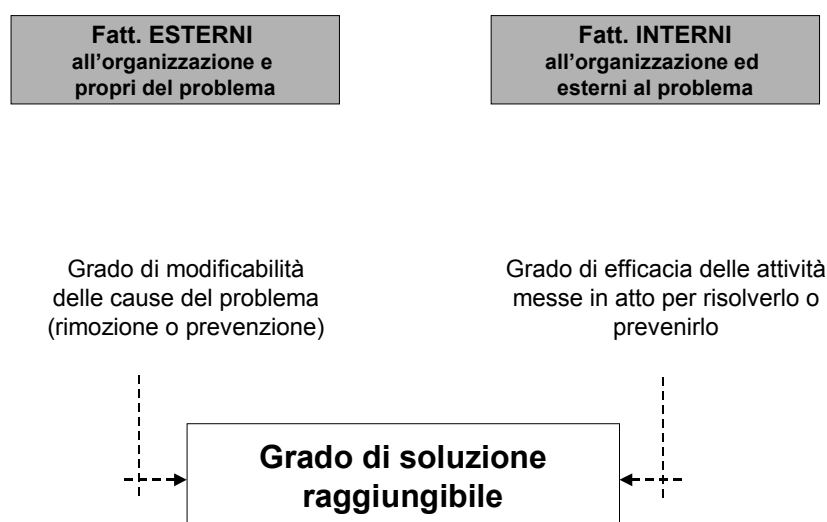 Fatt. ESTERNI
all’organizzazione e
propri del problema
Fatt. INTERNI
all’organizzazione ed
esterni al problema
Grado di modificabilità
delle cause del problema
(rimozione o prevenzione)
Grado di efficacia delle attività
messe in atto per risolverlo o
prevenirlo
Grado di soluzione
raggiungibile